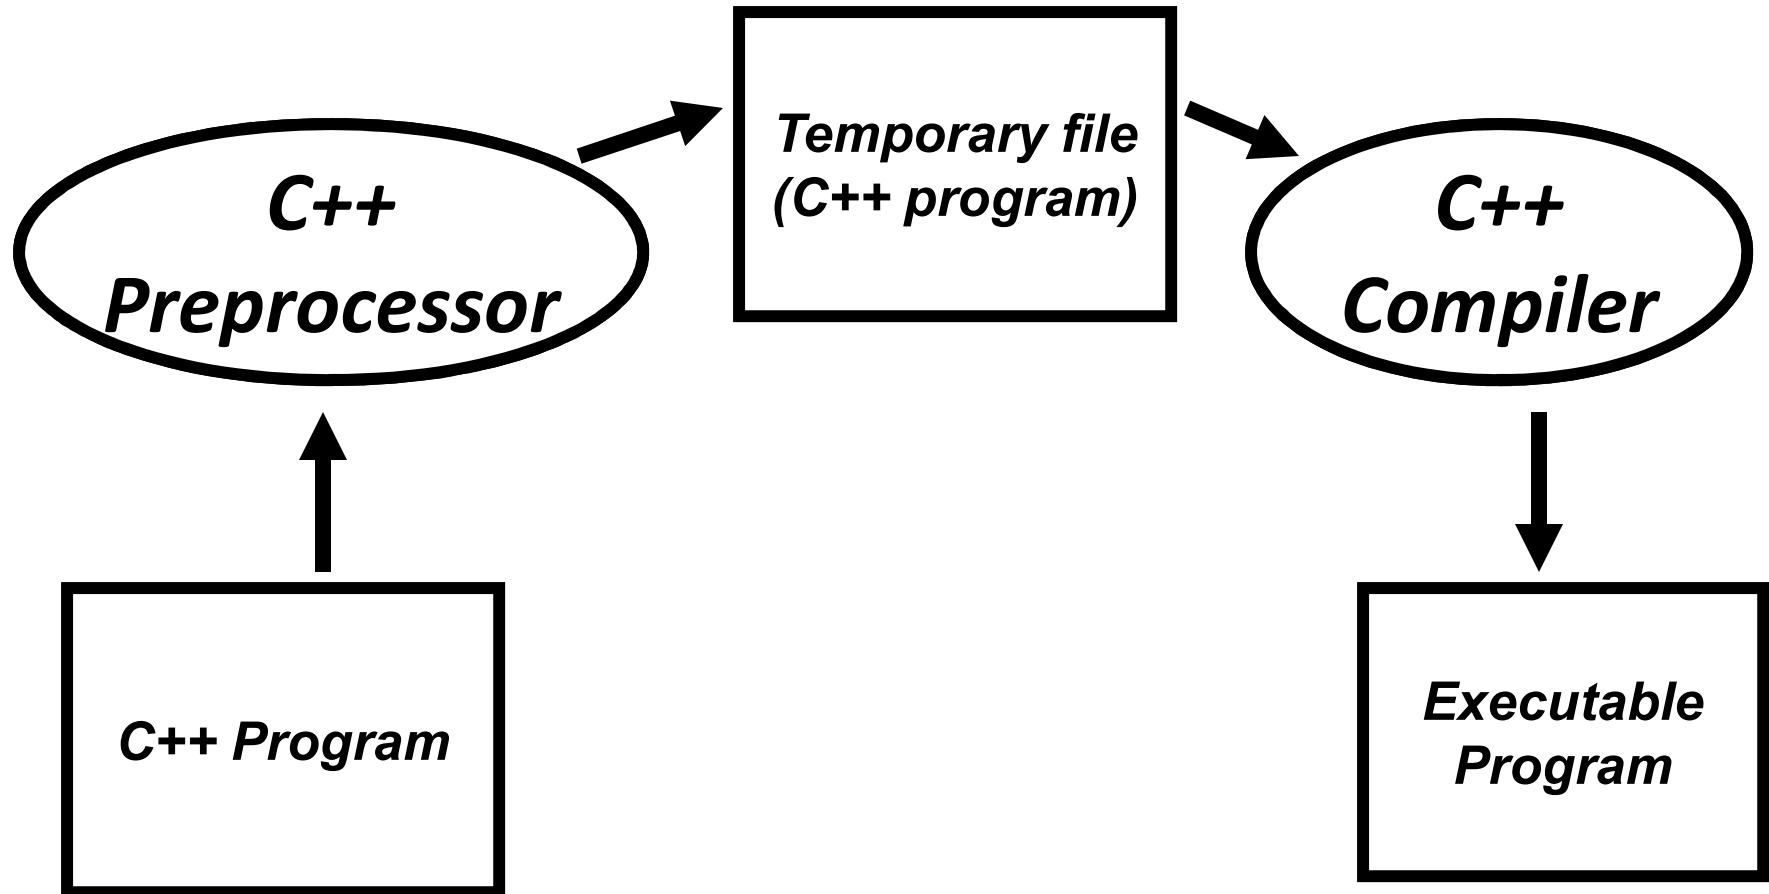 C++
Preprocessor
Temporary file
(C++ program)
C++
Compiler
C++ Program
Executable
Program